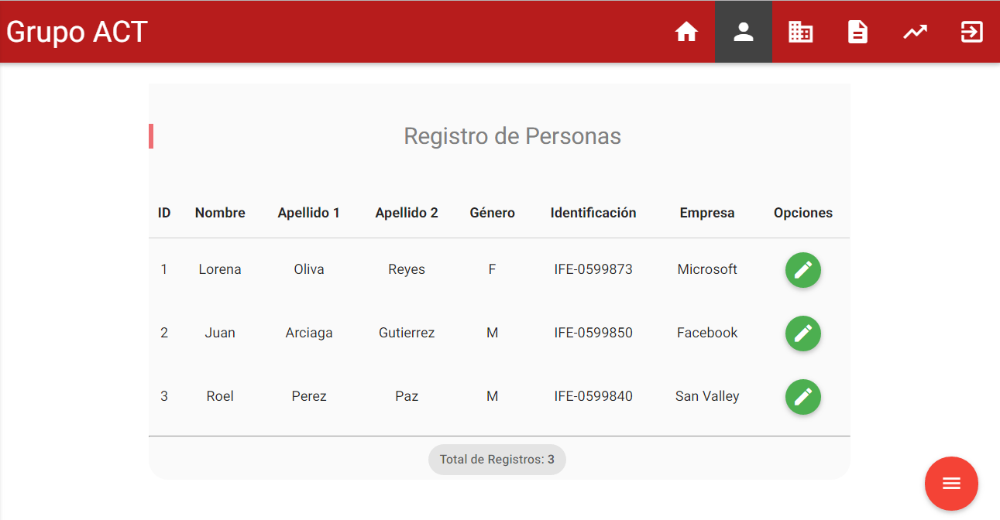 Grupo ACT
Registro de Personas
ID Nombre Apellido 1 Apellido 2 Género Identificación Empresa Opciones
1 Lorena Oliva Reyes F IFE-0599873 Microsoft
2 Juan Arciaga Gutierrez M IFE-0599850 Facebook
3 Roel Perez Paz M IFE-0599840 San Valley
Total de Registros: 3